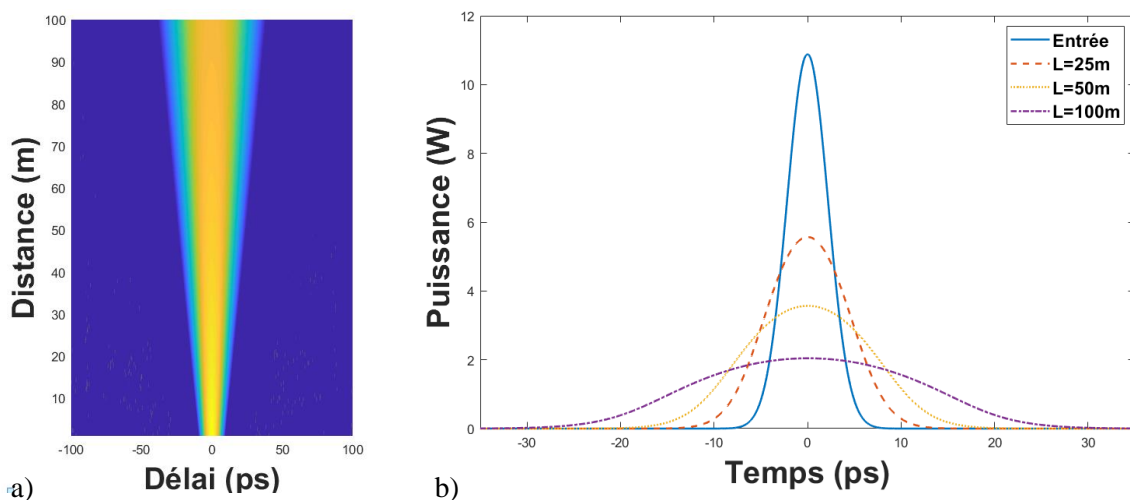 100
90
80
70
60
50
40
30
20
10
Distance (m)
-100
-50
0
50
100
Délai (ps)
a)
12
10
8
6
4
2
0
Puissance (W)
-30
-20
-10
0
10
20
30
Temps (ps)
b)
Entrée
L=25m
L=50m
L=100m